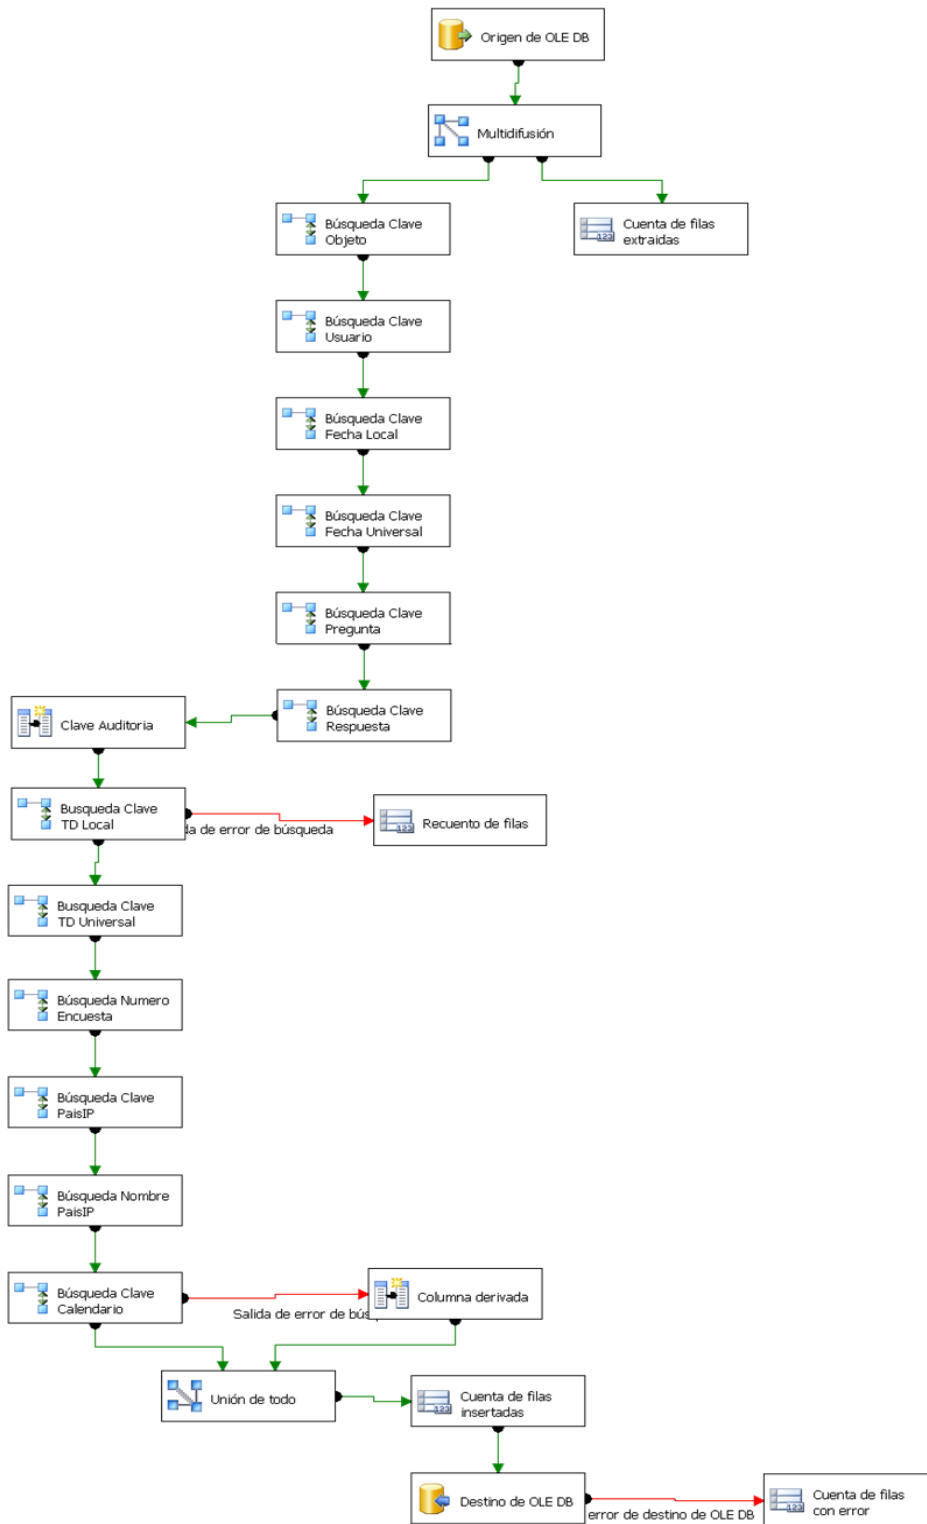 Origen de OLE DB
Multidifusión
Búsqueda Clave
Objeto
Cuenta de filas
extraidas
Búsqueda Clave
Usuario
Búsqueda Clave
Fecha Local
Búsqueda Clave
Fecha Universal
Búsqueda Clave
Pregunta
Búsqueda Clave
Respuesta
Clave Auditoria
Busqueda Clave
TD Local
da de error de búsqueda
Recuento de filas
Busqueda Clave
TD Universal
Búsqueda Numero
Encuesta
Búsqueda Clave
PaisIP
Búsqueda Nombre
PaisIP
Búsqueda Clave
Calendario
Salida de error de búsq
Columna derivada
Unión de todo
Cuenta de filas
insertadas
Destino de OLE DB
error de destino de OLE DB
Cuenta de filas
con error